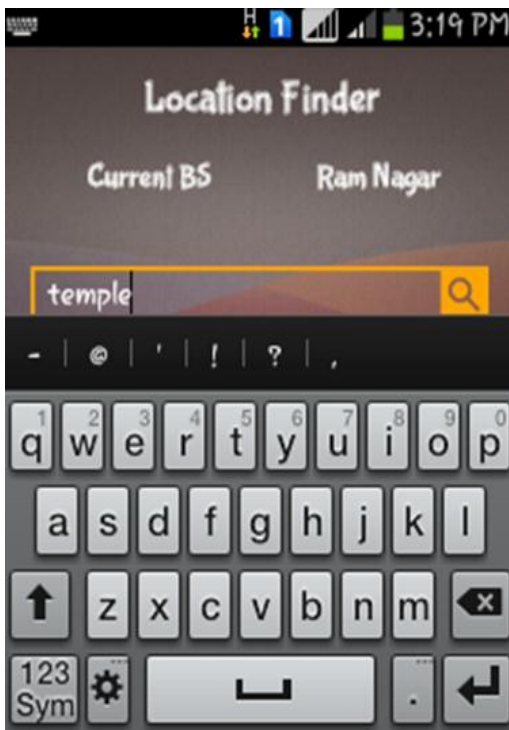 H 1 3:19 PM
Location Finder
Current BS Ram Nagar
temple
- @ ' ! ? ,
1 2 3 4 5 6 7 8 9 0
q w e r t y u i o p
a s d f g h j k l
z x c v b n m
123
Sym .